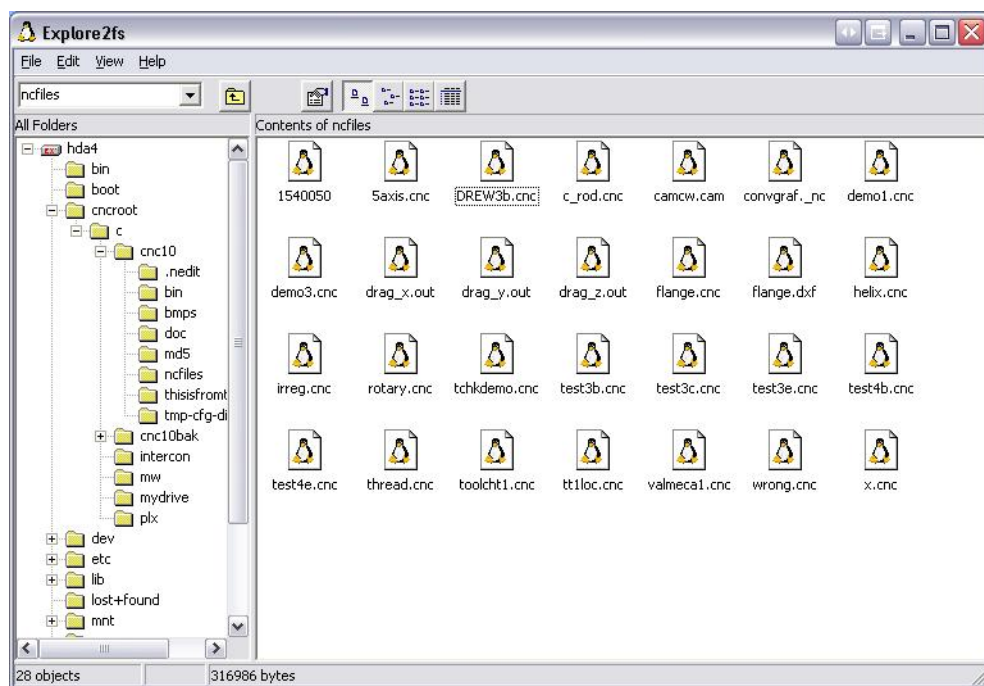 Explore2fs
File Edit View Help
ncfiles
All Folders
Contents of ncfiles
hda4
bin
boot
cncroot
c
cnc10
.nedit
bin
bmps
doc
md5
ncfiles
thisisfromt
tmp-cfg-di
cnc10bak
intercon
mw
mydrive
plx
dev
etc
lib
lost+found
mnt
1540050 5axis.cnc DREW3b.cnc c_rod.cnc camcw.cam convgraf._nc demo1.cnc
demo3.cnc drag_x.out drag_y.out drag_z.out flange.cnc flange.dxf helix.cnc
irreg.cnc rotary.cnc tchkdemo.cnc test3b.cnc test3c.cnc test3e.cnc test4b.cnc
test4e.cnc thread.cnc toolcht1.cnc tt1loc.cnc valmeca1.cnc wrong.cnc x.cnc
28 objects 316986 bytes